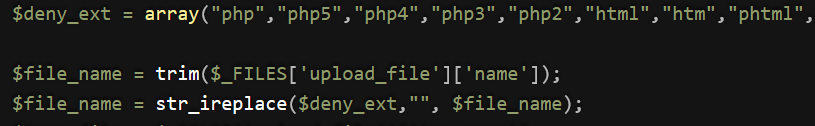 $deny_ext = array("php","php5","php4","php3","php2","html","htm","phtml",
$file_name = trim($_FILES['upload_file']['name']);
$file_name = str_ireplace($deny_ext,"", $file_name);